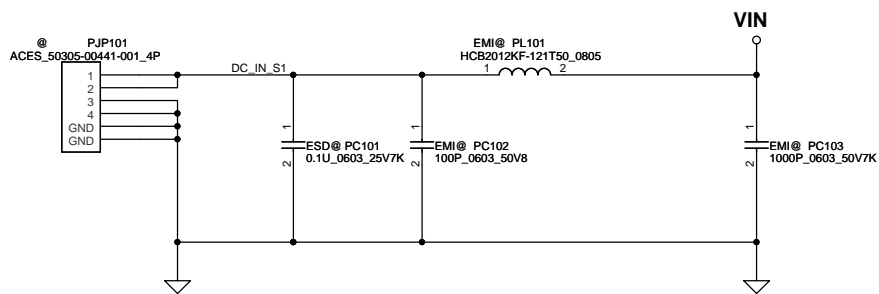 VIN
@ PJP101
ACES_50305-00441-001_4P
EMI@ PL101
HCB2012KF-121T50_0805
1
2
3
4
GND
GND
DC_IN_S1
1 2
1
2
ESD@ PC101
0.1U_0603_25V7K
1
2
EMI@ PC102
100P_0603_50V8
1
2
EMI@ PC103
1000P_0603_50V7K